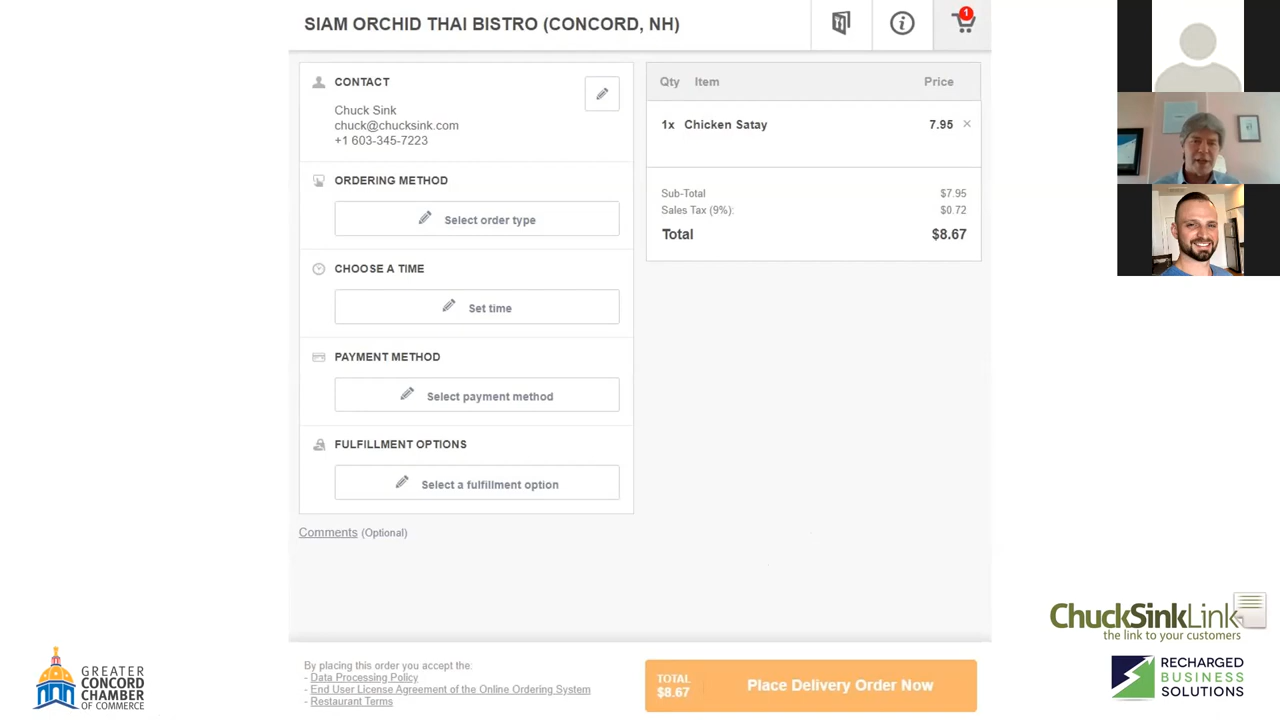 SIAM ORCHID THAI BISTRO (CONCORD, NH)
1
CONTACT
Chuck Sink
chuck@chucksink.com
+1 603-345-7223
ORDERING METHOD
Select order type
CHOOSE A TIME
Set time
PAYMENT METHOD
Select payment method
FULFILLMENT OPTIONS
Select a fulfillment option
Comments (Optional)
Qty Item Price
1x Chicken Satay 7.95 ×
Sub-Total $7.95
Sales Tax (9%): $0.72
Total $8.67
By placing this order you accept the:
- Data Processing Policy
- End User License Agreement of the Online Ordering System
- Restaurant Terms
TOTAL
$8.67
Place Delivery Order Now
GREATER
CONCORD
CHAMBER
OF COMMERCE
ChuckSinkLink
the link to your customers
RECHARGED
BUSINESS
SOLUTIONS